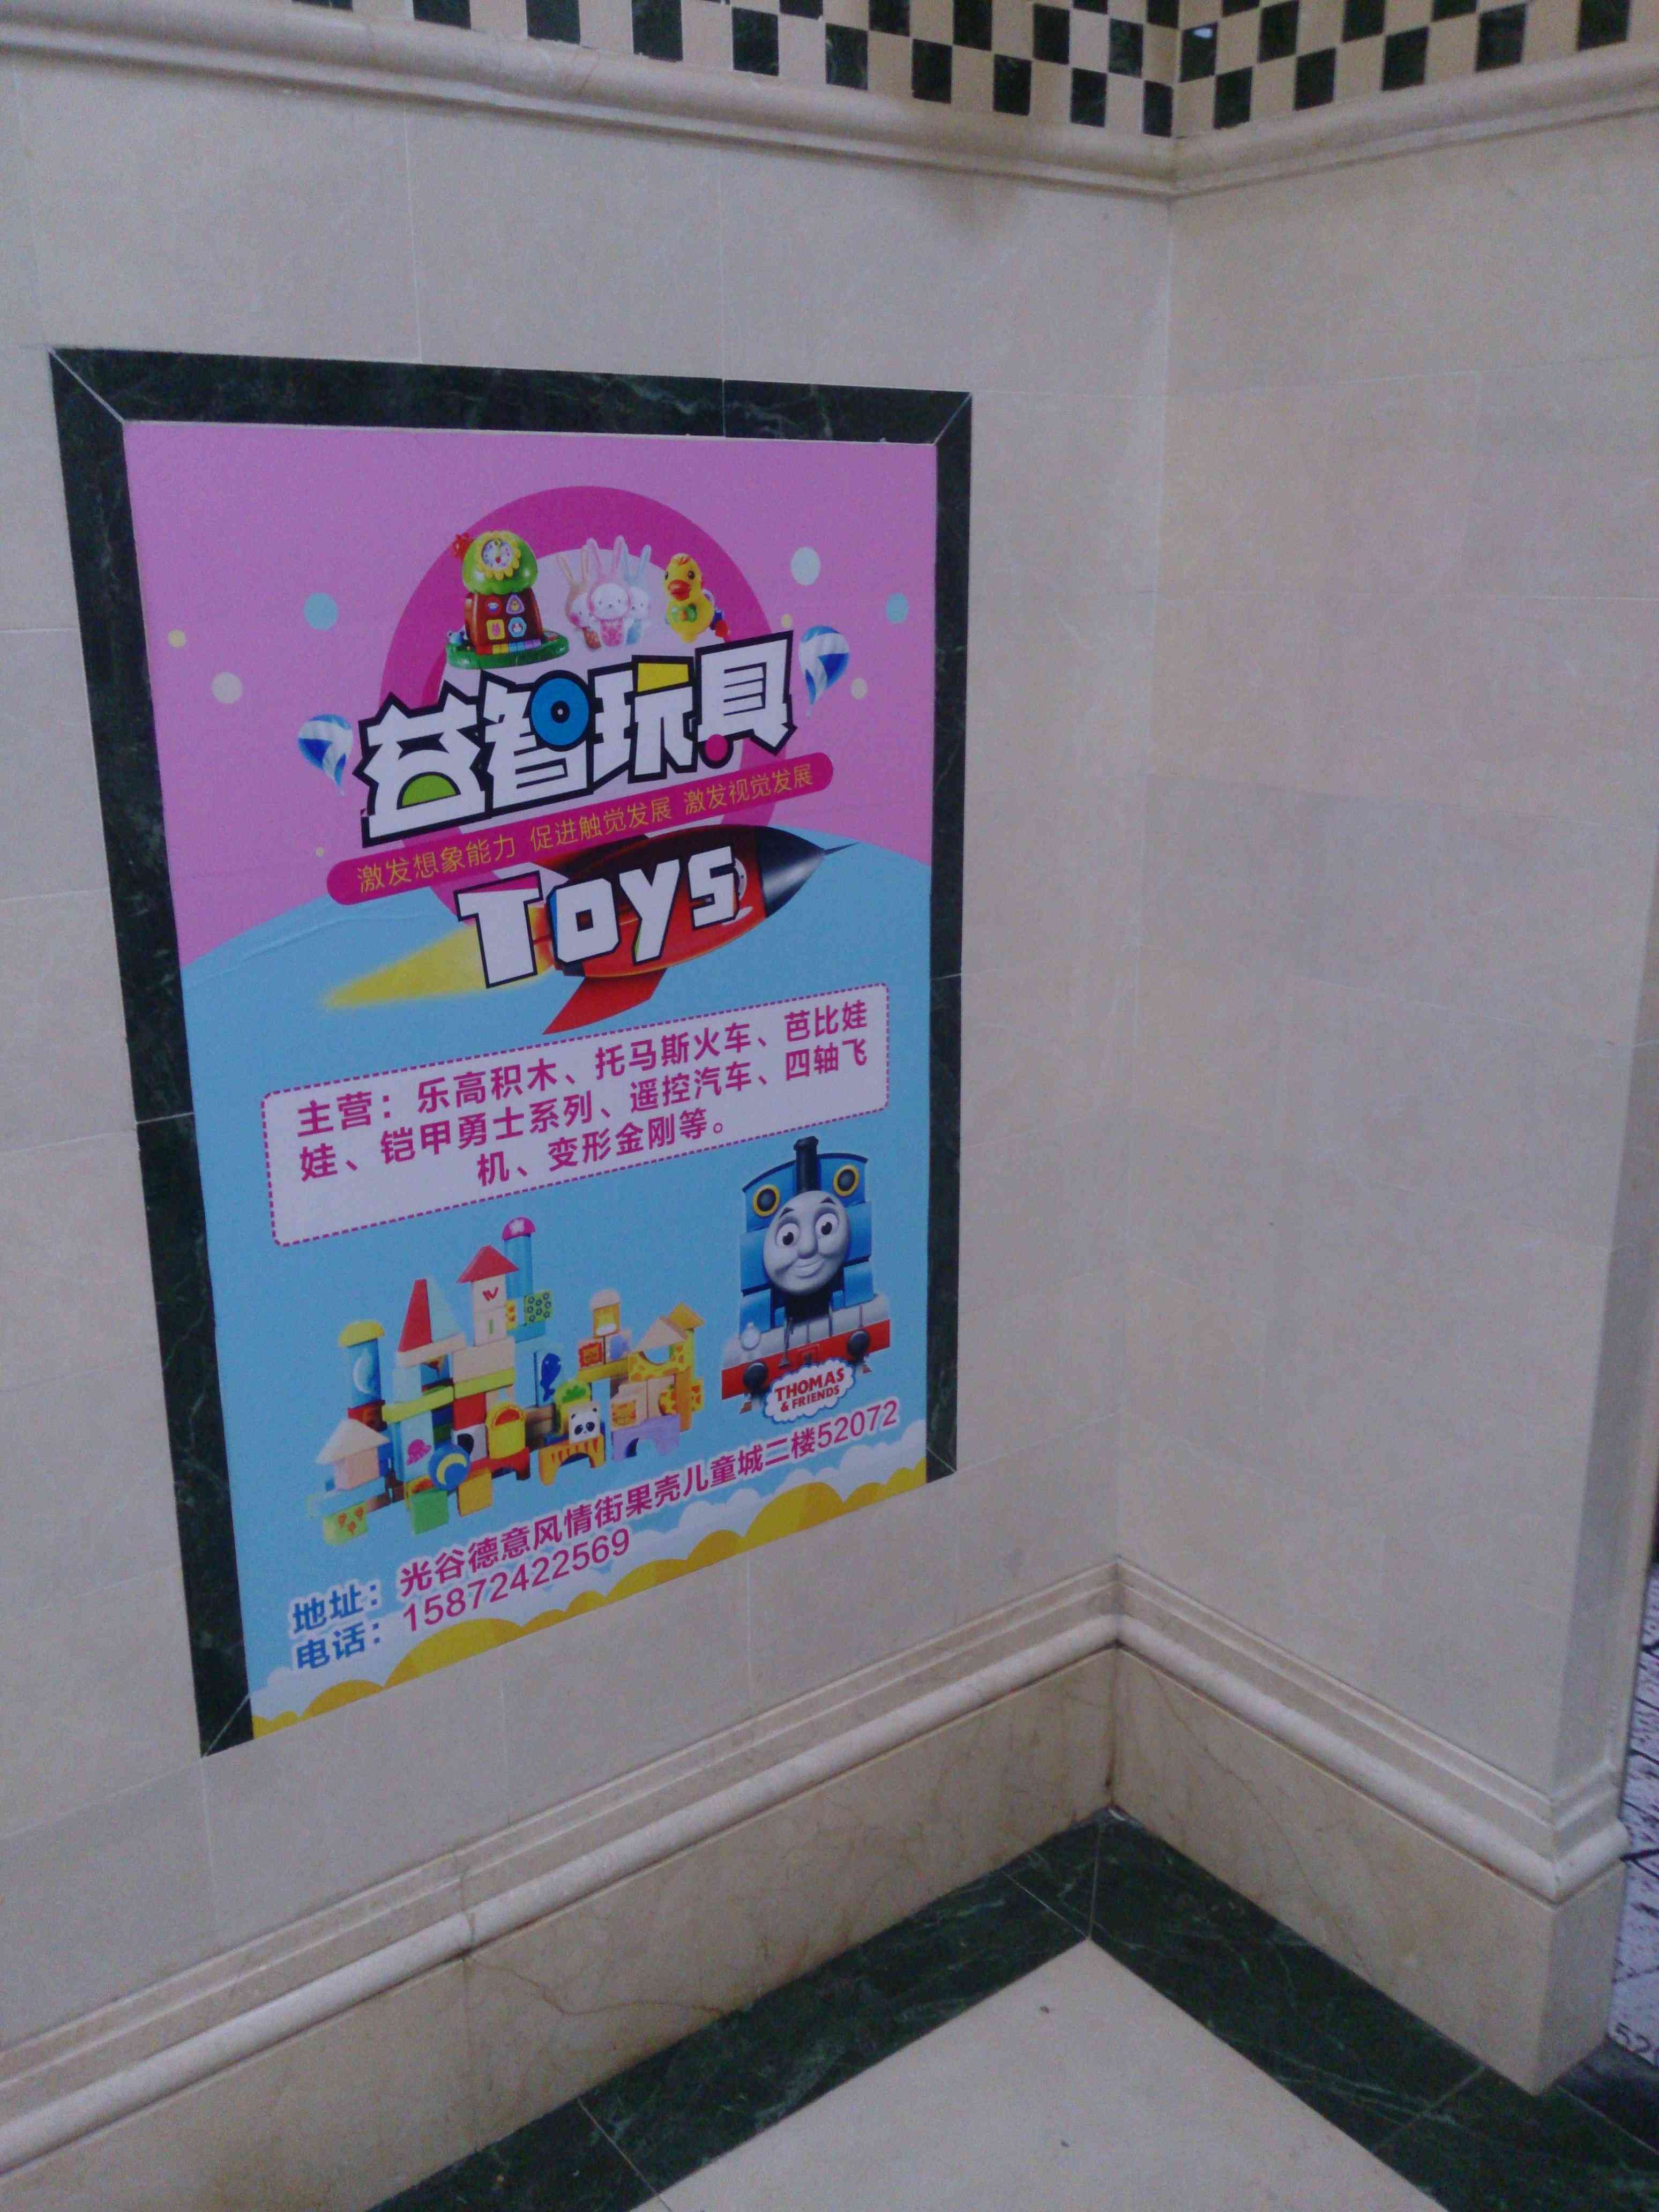 益智玩具
激发想象能力 促进触觉发展 激发视觉发展
Toys
主营：乐高积木、托马斯火车、芭比娃
娃、铠甲勇士系列、遥控汽车、四轴飞
机、变形金刚等。
THOMAS
& FRIENDS
地址：光谷德意风情街果壳儿童城二楼52072
电话：15872422569